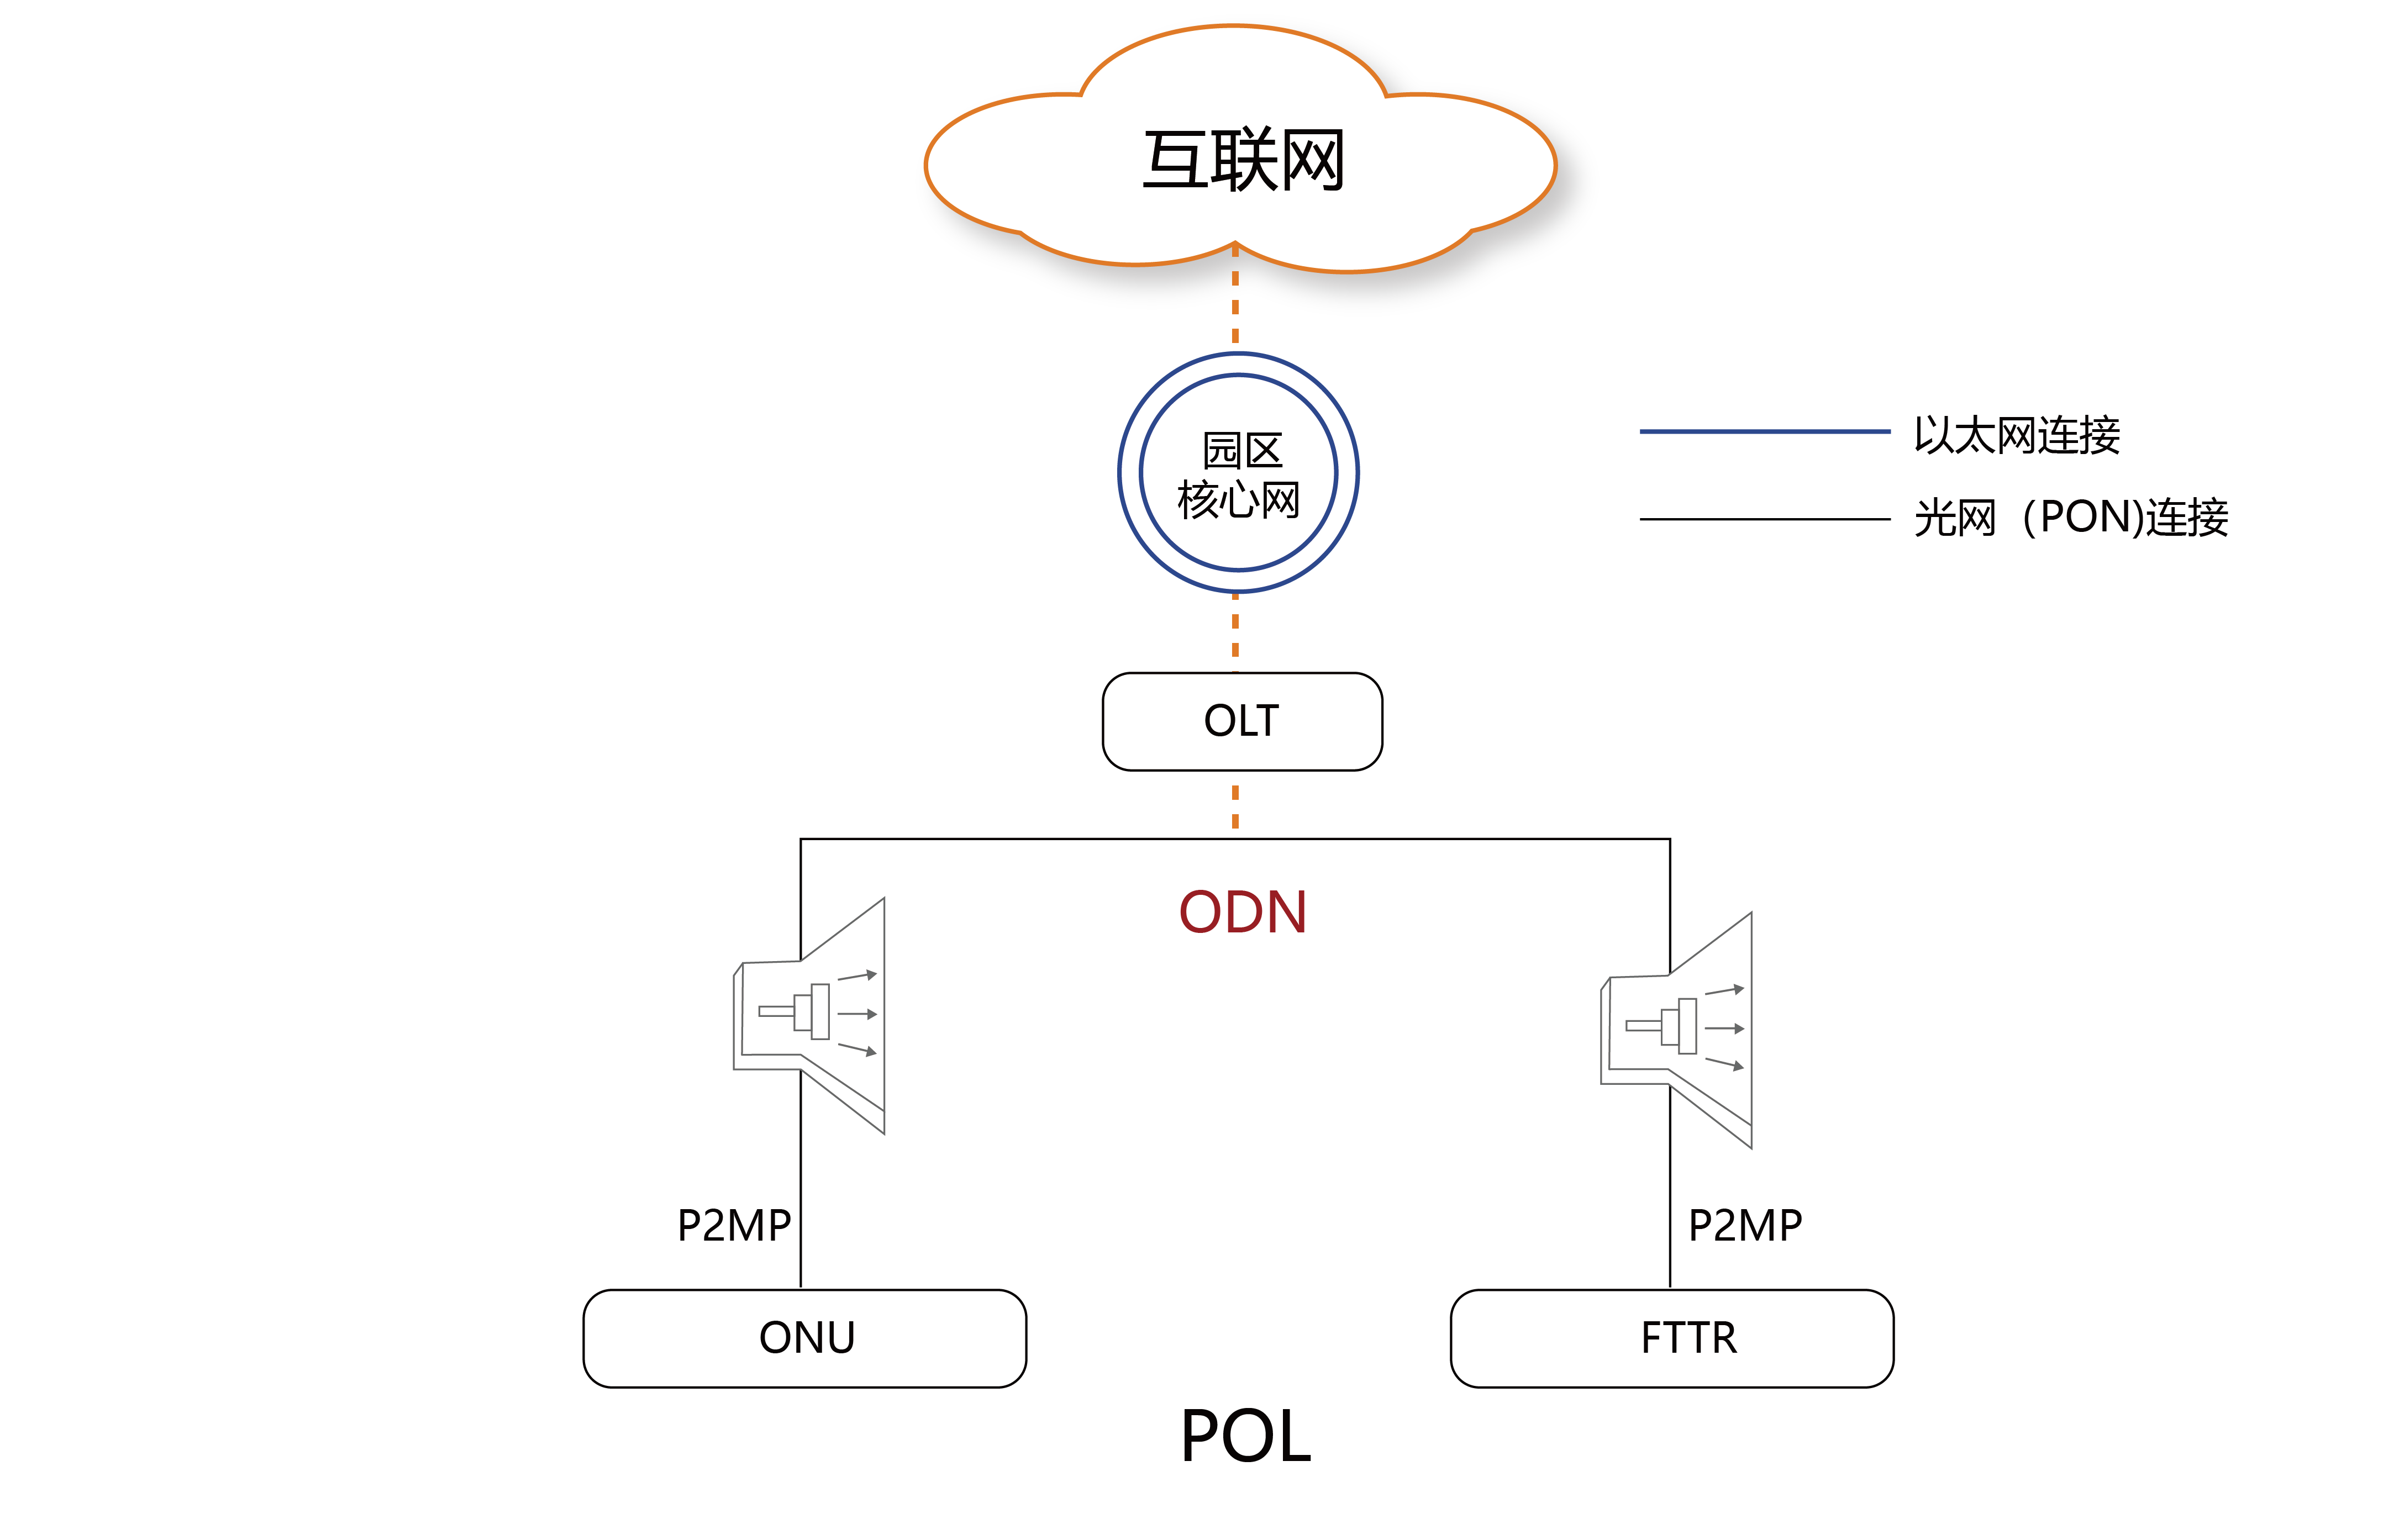 互联网
园区
核心网
以太网连接
光网（PON)连接
OLT
ODN
P2MP
P2MP
ONU
FTTR
POL